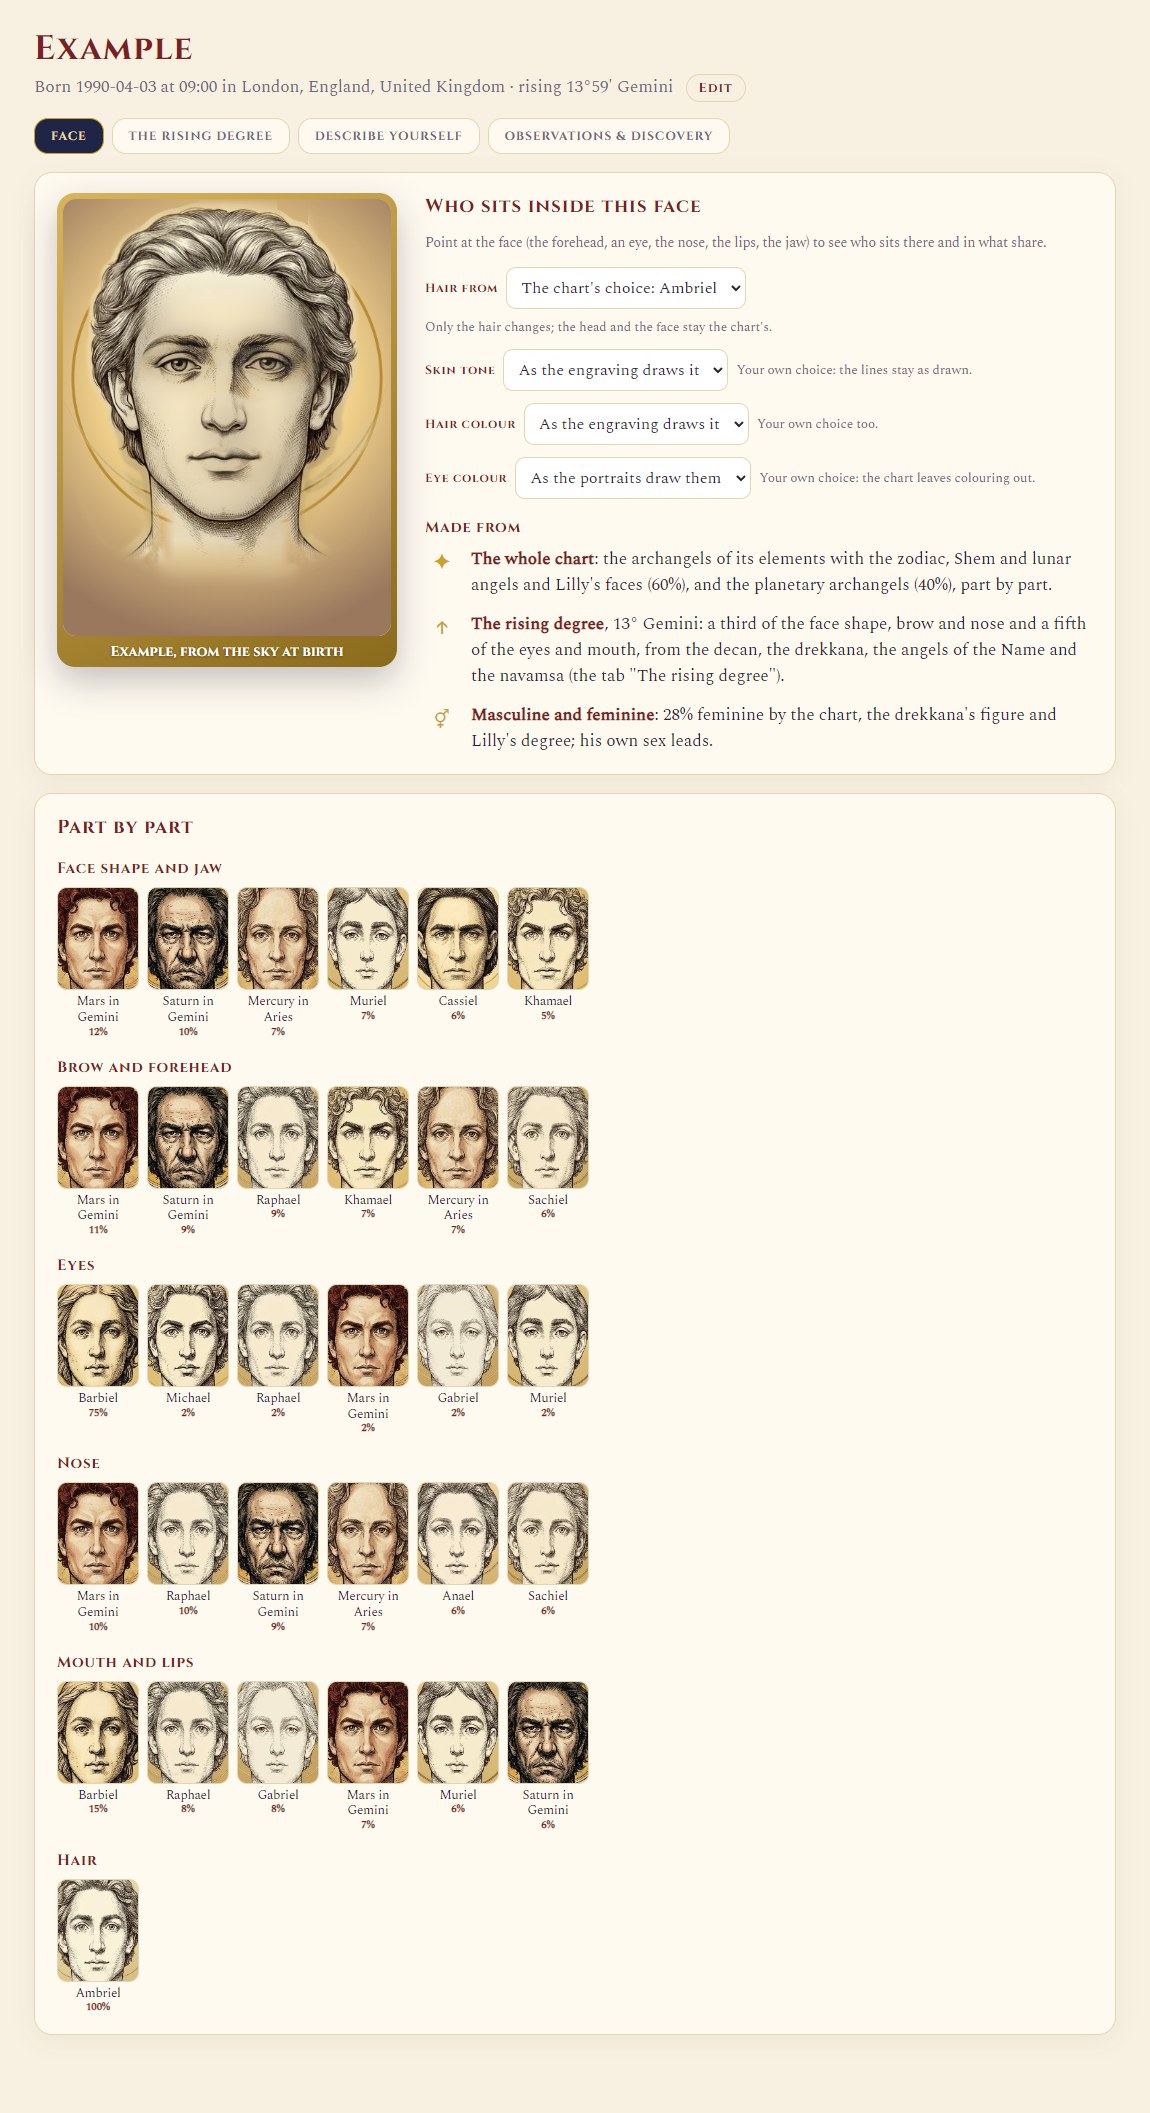 Example
Born 1990-04-03 at 09:00 in London, England, United Kingdom · rising 13°59' Gemini Edit
Face The Rising Degree Describe Yourself Observations & Discovery
Example, from the sky at birth
Who sits inside this face
Point at the face (the forehead, an eye, the nose, the lips, the jaw) to see who sits there and in what share.
Hair from The chart's choice: Ambriel
Only the hair changes; the head and the face stay the chart's.
Skin tone As the engraving draws it Your own choice: the lines stay as drawn.
Hair colour As the engraving draws it Your own choice too.
Eye colour As the portraits draw them Your own choice: the chart leaves colouring out.
Made from
✦ The whole chart: the archangels of its elements with the zodiac, Shem and lunar
angels and Lilly's faces (60%), and the planetary archangels (40%), part by part.
↑ The rising degree, 13° Gemini: a third of the face shape, brow and nose and a fifth
of the eyes and mouth, from the decan, the drekkana, the angels of the Name and
the navamsa (the tab "The rising degree").
⚥ Masculine and feminine: 28% feminine by the chart, the drekkana's figure and
Lilly's degree; his own sex leads.
Part by part
Face shape and jaw
Mars in Gemini 12%
Saturn in Gemini 10%
Mercury in Aries 7%
Muriel 7%
Cassiel 6%
Khamael 5%
Brow and forehead
Mars in Gemini 11%
Saturn in Gemini 9%
Raphael 9%
Khamael 7%
Mercury in Aries 7%
Sachiel 6%
Eyes
Barbiel 75%
Michael 2%
Raphael 2%
Mars in Gemini 2%
Gabriel 2%
Muriel 2%
Nose
Mars in Gemini 10%
Raphael 10%
Saturn in Gemini 9%
Mercury in Aries 7%
Anael 6%
Sachiel 6%
Mouth and lips
Barbiel 15%
Raphael 8%
Gabriel 8%
Mars in Gemini 7%
Muriel 6%
Saturn in Gemini 6%
Hair
Ambriel 100%